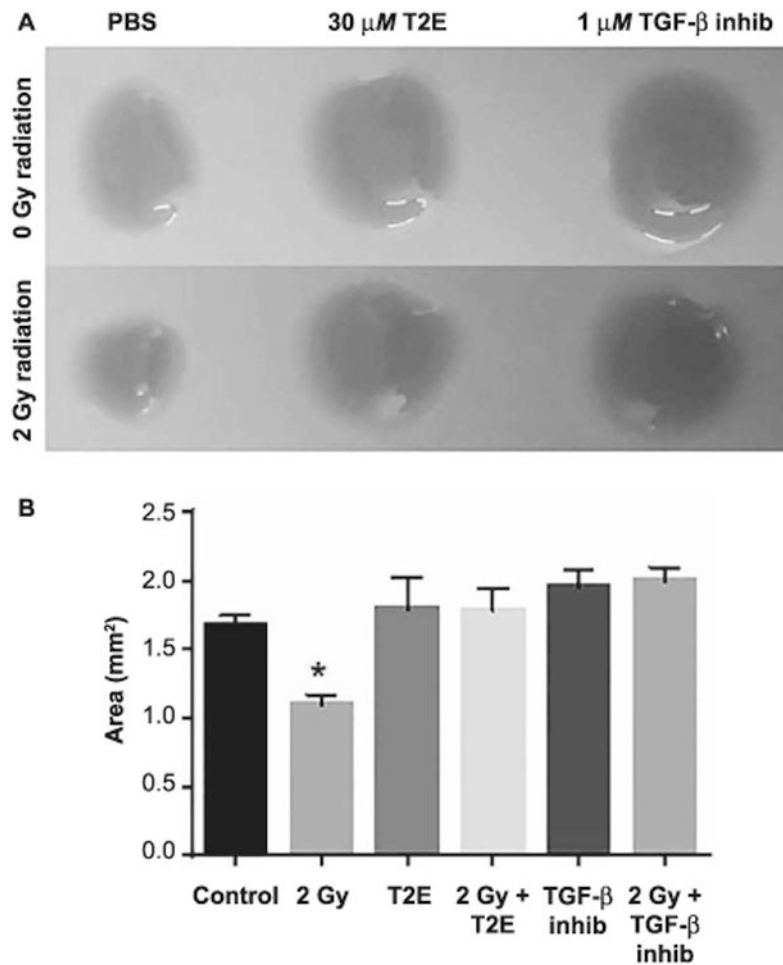 A
PBS
30 μM T2E
1 μM TGF-β inhib
0 Gy radiation
2 Gy radiation
B
Area (mm²)
2.5
2.0
1.5
1.0
0.5
0.0
*
Control
2 Gy
T2E
2 Gy +
T2E
TGF-β
inhib
2 Gy +
TGF-β
inhib